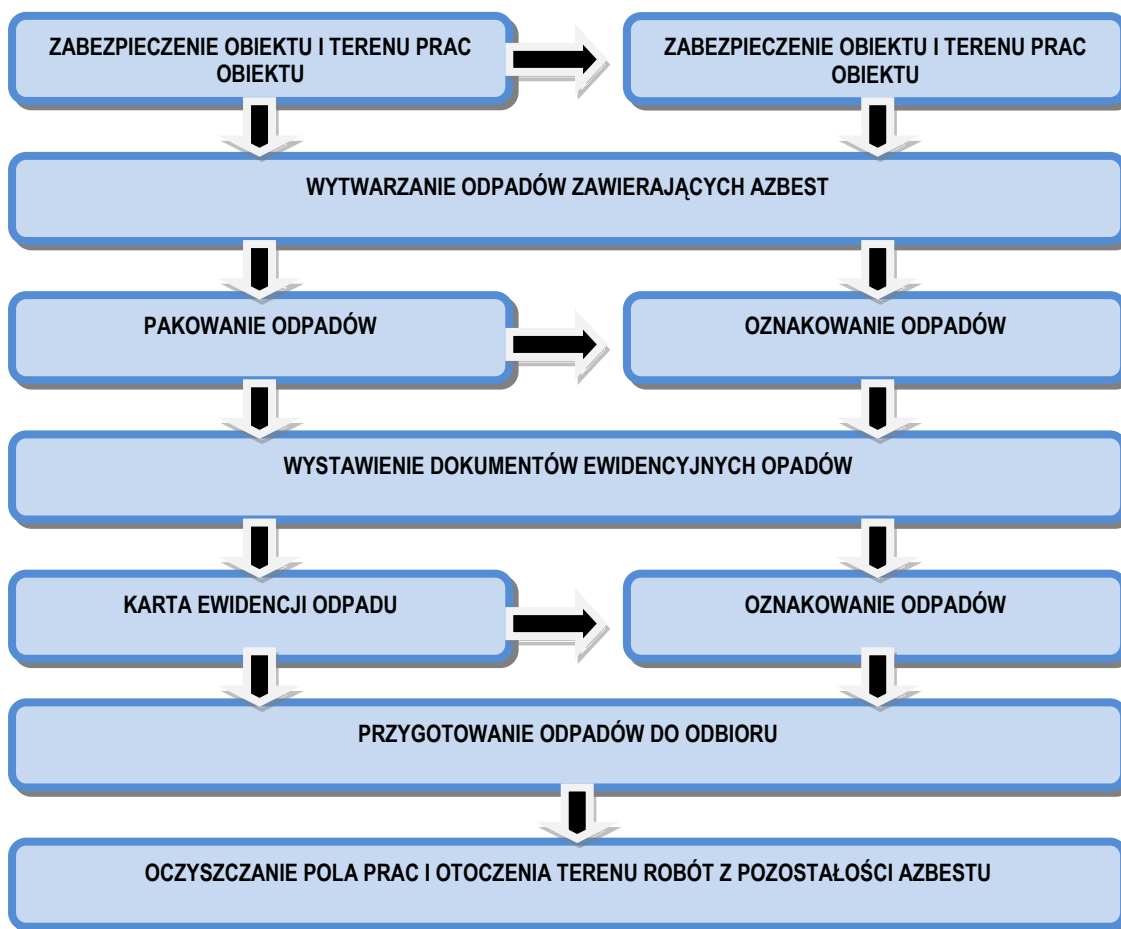 ZABEZPIECZENIE OBIEKTU I TERENU PRAC
OBIEKTU
ZABEZPIECZENIE OBIEKTU I TERENU PRAC
OBIEKTU
WYTWARZANIE ODPADÓW ZAWIERAJĄCYCH AZBEST
PAKOWANIE ODPADÓW
OZNAKOWANIE ODPADÓW
WYSTAWIENIE DOKUMENTÓW EWIDENCYJNYCH OPADÓW
KARTA EWIDENCJI ODPADU
OZNAKOWANIE ODPADÓW
PRZYGOTOWANIE ODPADÓW DO ODBIORU
OCZYSZCZANIE POLA PRAC I OTOCZENIA TERENU ROBÓT Z POZOSTAŁOŚCI AZBESTU